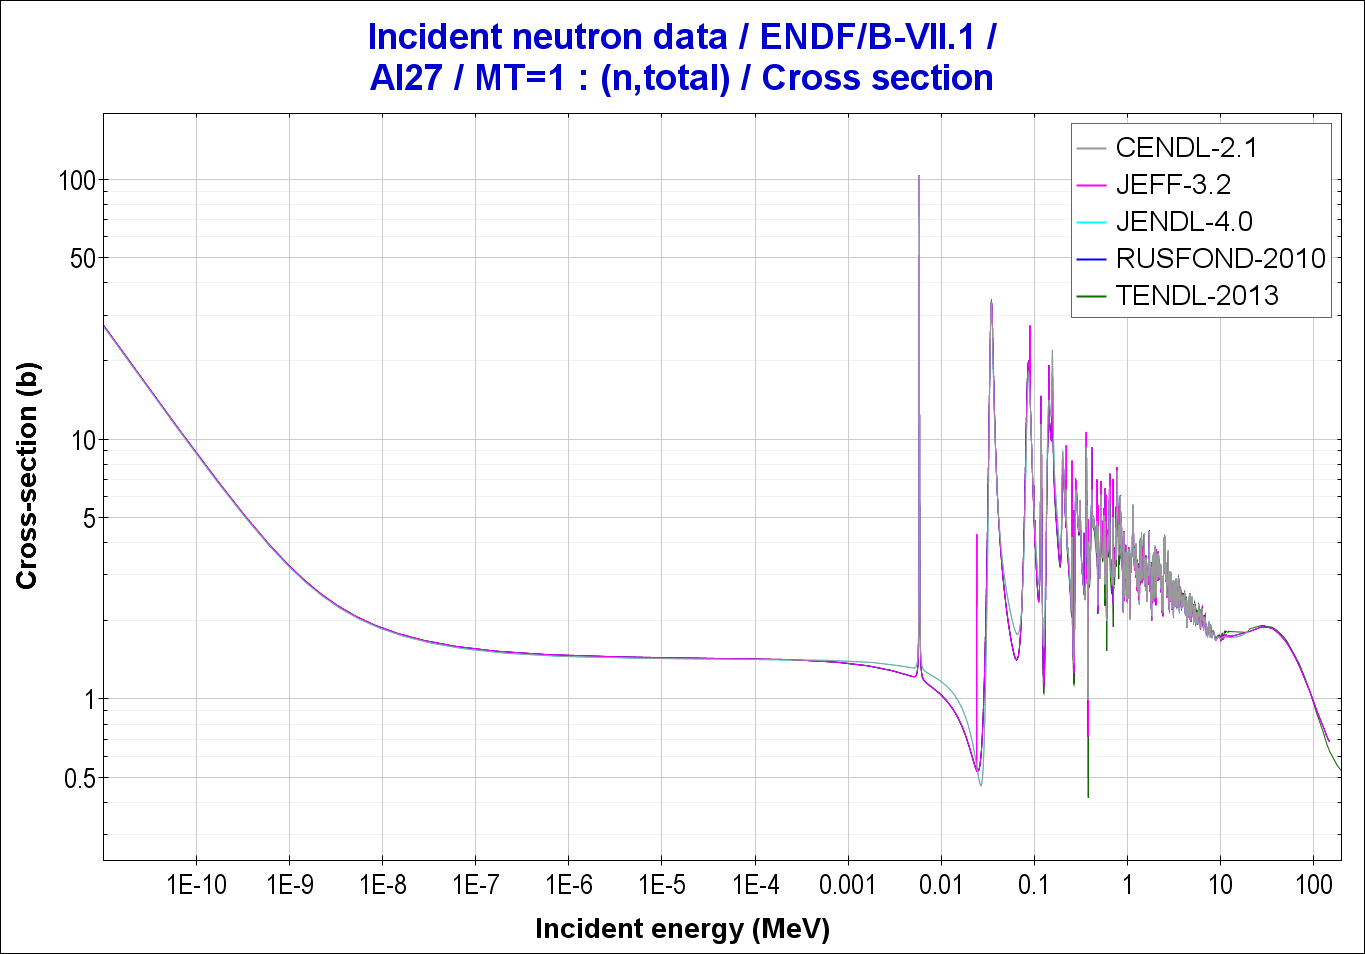 Incident neutron data / ENDF/B-VII.1 /
Al27 / MT=1 : (n,total) / Cross section
CENDL-2.1
JEFF-3.2
JENDL-4.0
RUSFOND-2010
TENDL-2013
Cross-section (b)
100
50
10
5
1
0.5
1E-10 1E-9 1E-8 1E-7 1E-6 1E-5 1E-4 0.001 0.01 0.1 1 10 100
Incident energy (MeV)